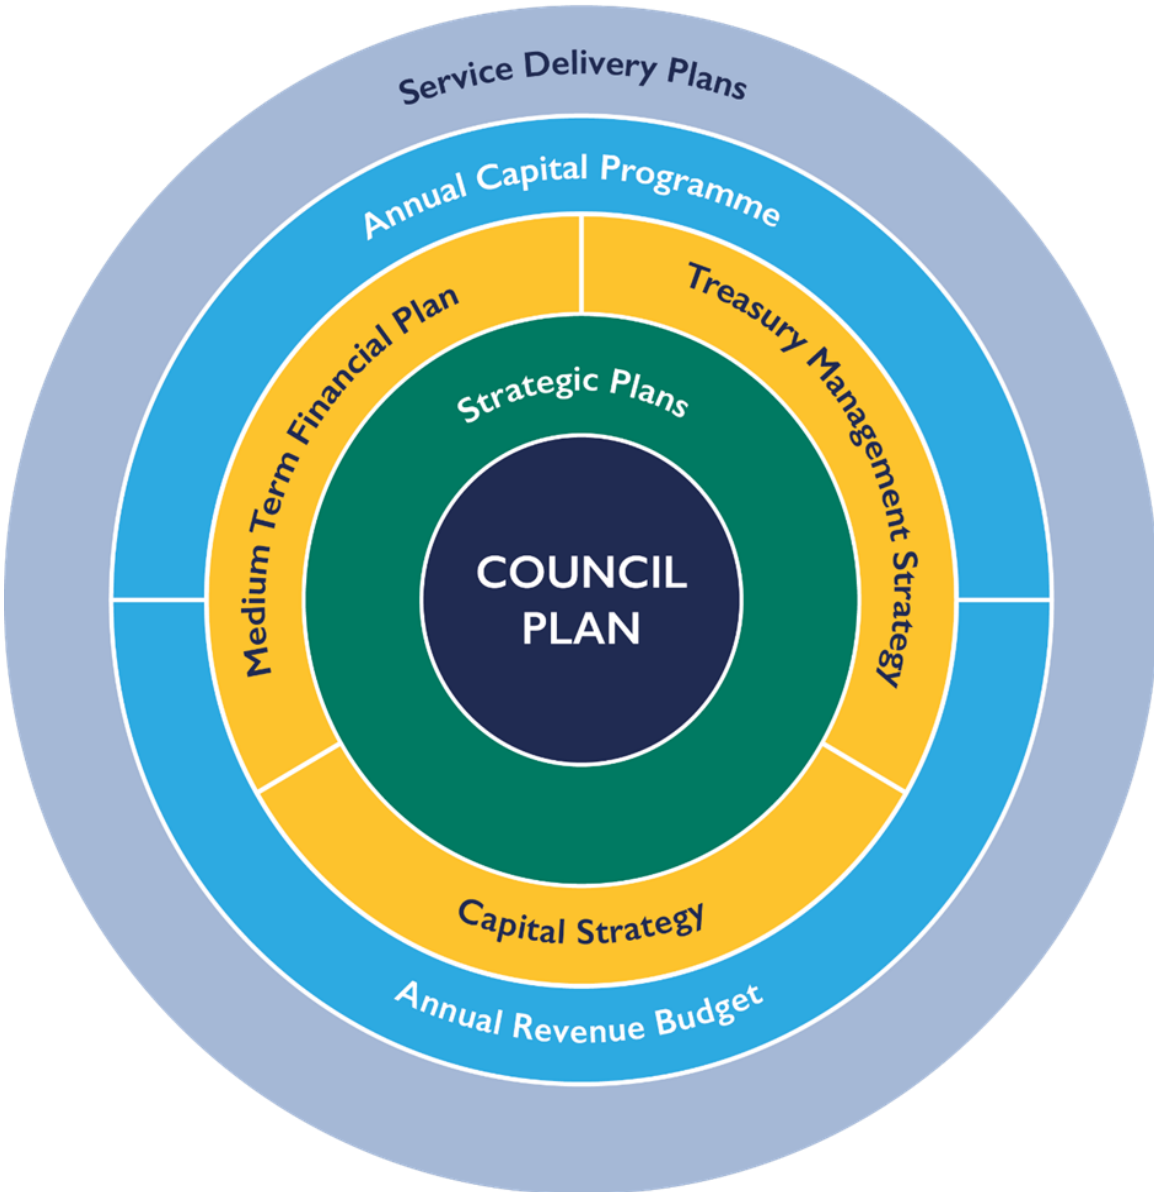 Service Delivery Plans
Annual Capital Programme
Medium Term Financial Plan
Treasury Management Strategy
Strategic Plans
COUNCIL
PLAN
Capital Strategy
Annual Revenue Budget